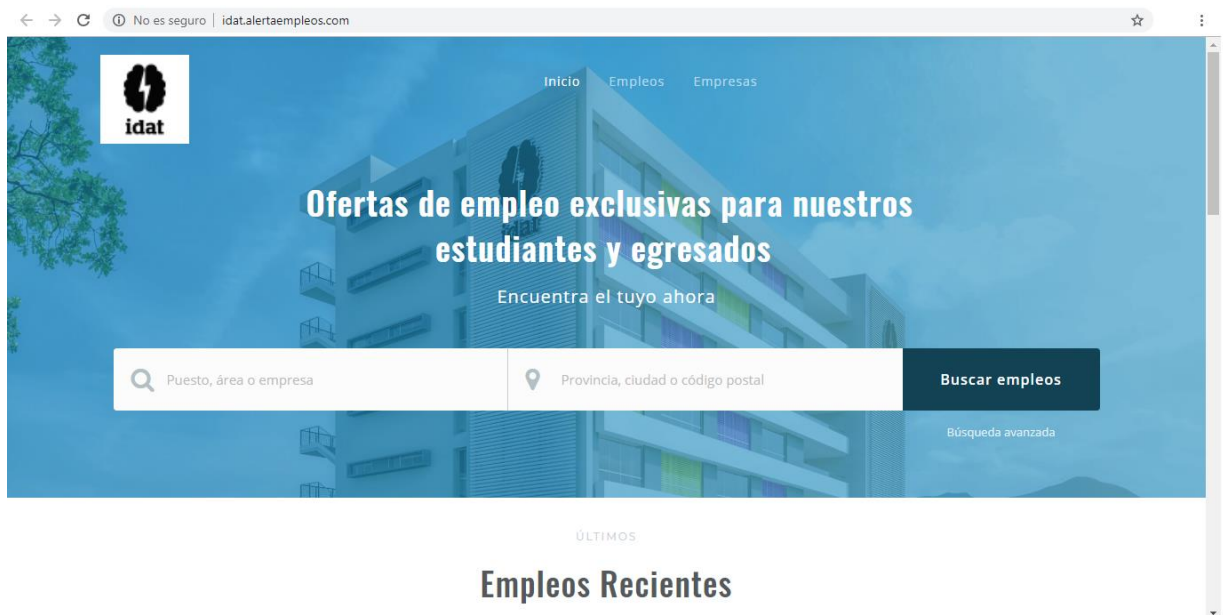 No es seguro | idat.alertaempleos.com
idat
Inicio Empleos Empresas
idat
Ofertas de empleo exclusivas para nuestros
estudiantes y egresados
Encuentra el tuyo ahora
Puesto, área o empresa
Provincia, ciudad o código postal
Buscar empleos
Búsqueda avanzada
ÚLTIMOS
Empleos Recientes